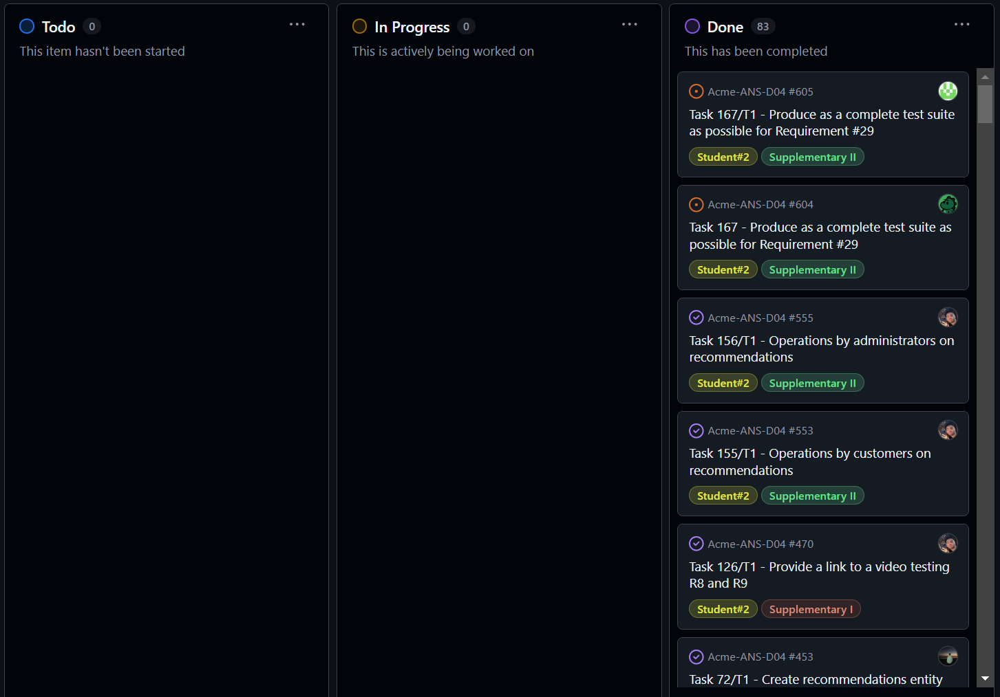 Todo 0
This item hasn't been started
In Progress 0
This is actively being worked on
Done 83
This has been completed
Acme-ANS-D04 #605
Task 167/T1 - Produce as a complete test suite
as possible for Requirement #29
Student#2 Supplementary II
Acme-ANS-D04 #604
Task 167 - Produce as a complete test suite as
possible for Requirement #29
Student#2 Supplementary II
Acme-ANS-D04 #555
Task 156/T1 - Operations by administrators on
recommendations
Student#2 Supplementary II
Acme-ANS-D04 #553
Task 155/T1 - Operations by customers on
recommendations
Student#2 Supplementary II
Acme-ANS-D04 #470
Task 126/T1 - Provide a link to a video testing
R8 and R9
Student#2 Supplementary I
Acme-ANS-D04 #453
Task 72/T1 - Create recommendations entity